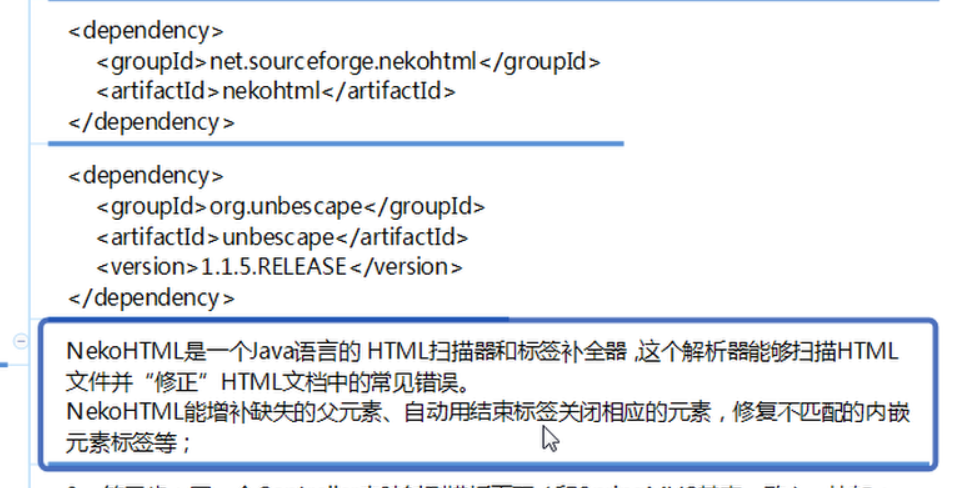 <dependency>
<groupId>net.sourceforge.nekohtml</groupId>
<artifactId>nekohtml</artifactId>
</dependency>
<dependency>
<groupId>org.unbescape</groupId>
<artifactId>unbescape</artifactId>
<version>1.1.5.RELEASE</version>
</dependency>
NekoHTML是一个Java语言的 HTML扫描器和标签补全器 ,这个解析器能够扫描HTML
文件并“修正”HTML文档中的常见错误。
NekoHTML能增补缺失的父元素、自动用结束标签关闭相应的元素，修复不匹配的内嵌
元素标签等；